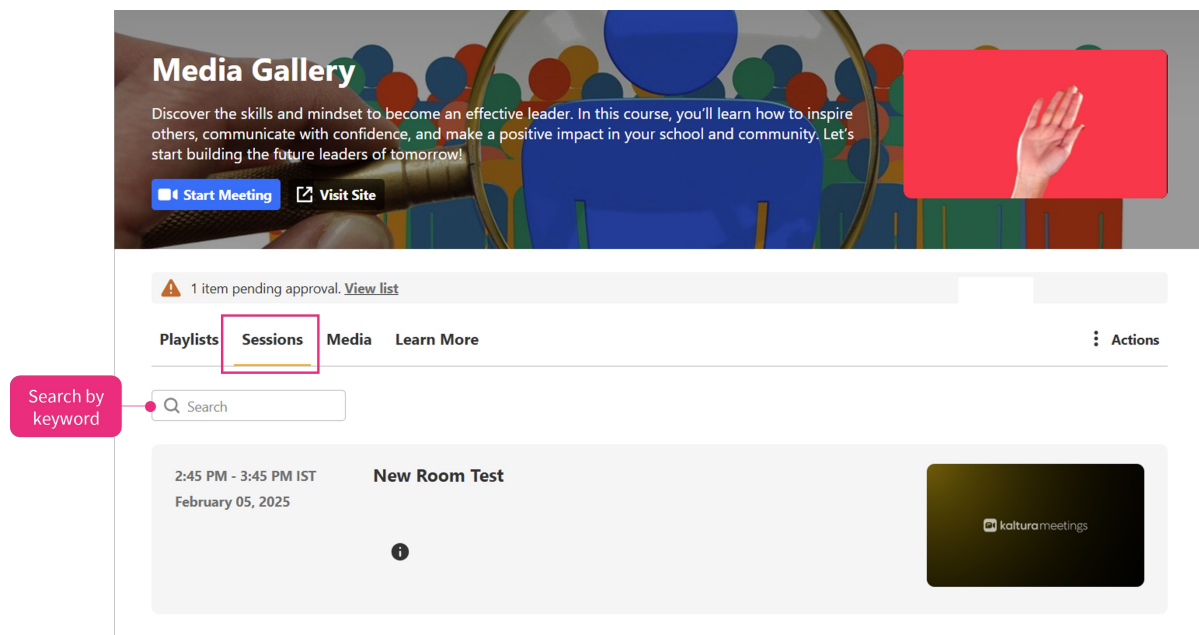 Media Gallery
Discover the skills and mindset to become an effective leader. In this course, you'll learn how to inspire
others, communicate with confidence, and make a positive impact in your school and community. Let's
start building the future leaders of tomorrow!
Start Meeting Visit Site
1 item pending approval. View list
Playlists Sessions Media Learn More Actions
Search by
keyword
Search
2:45 PM - 3:45 PM IST New Room Test
February 05, 2025
kaltura meetings